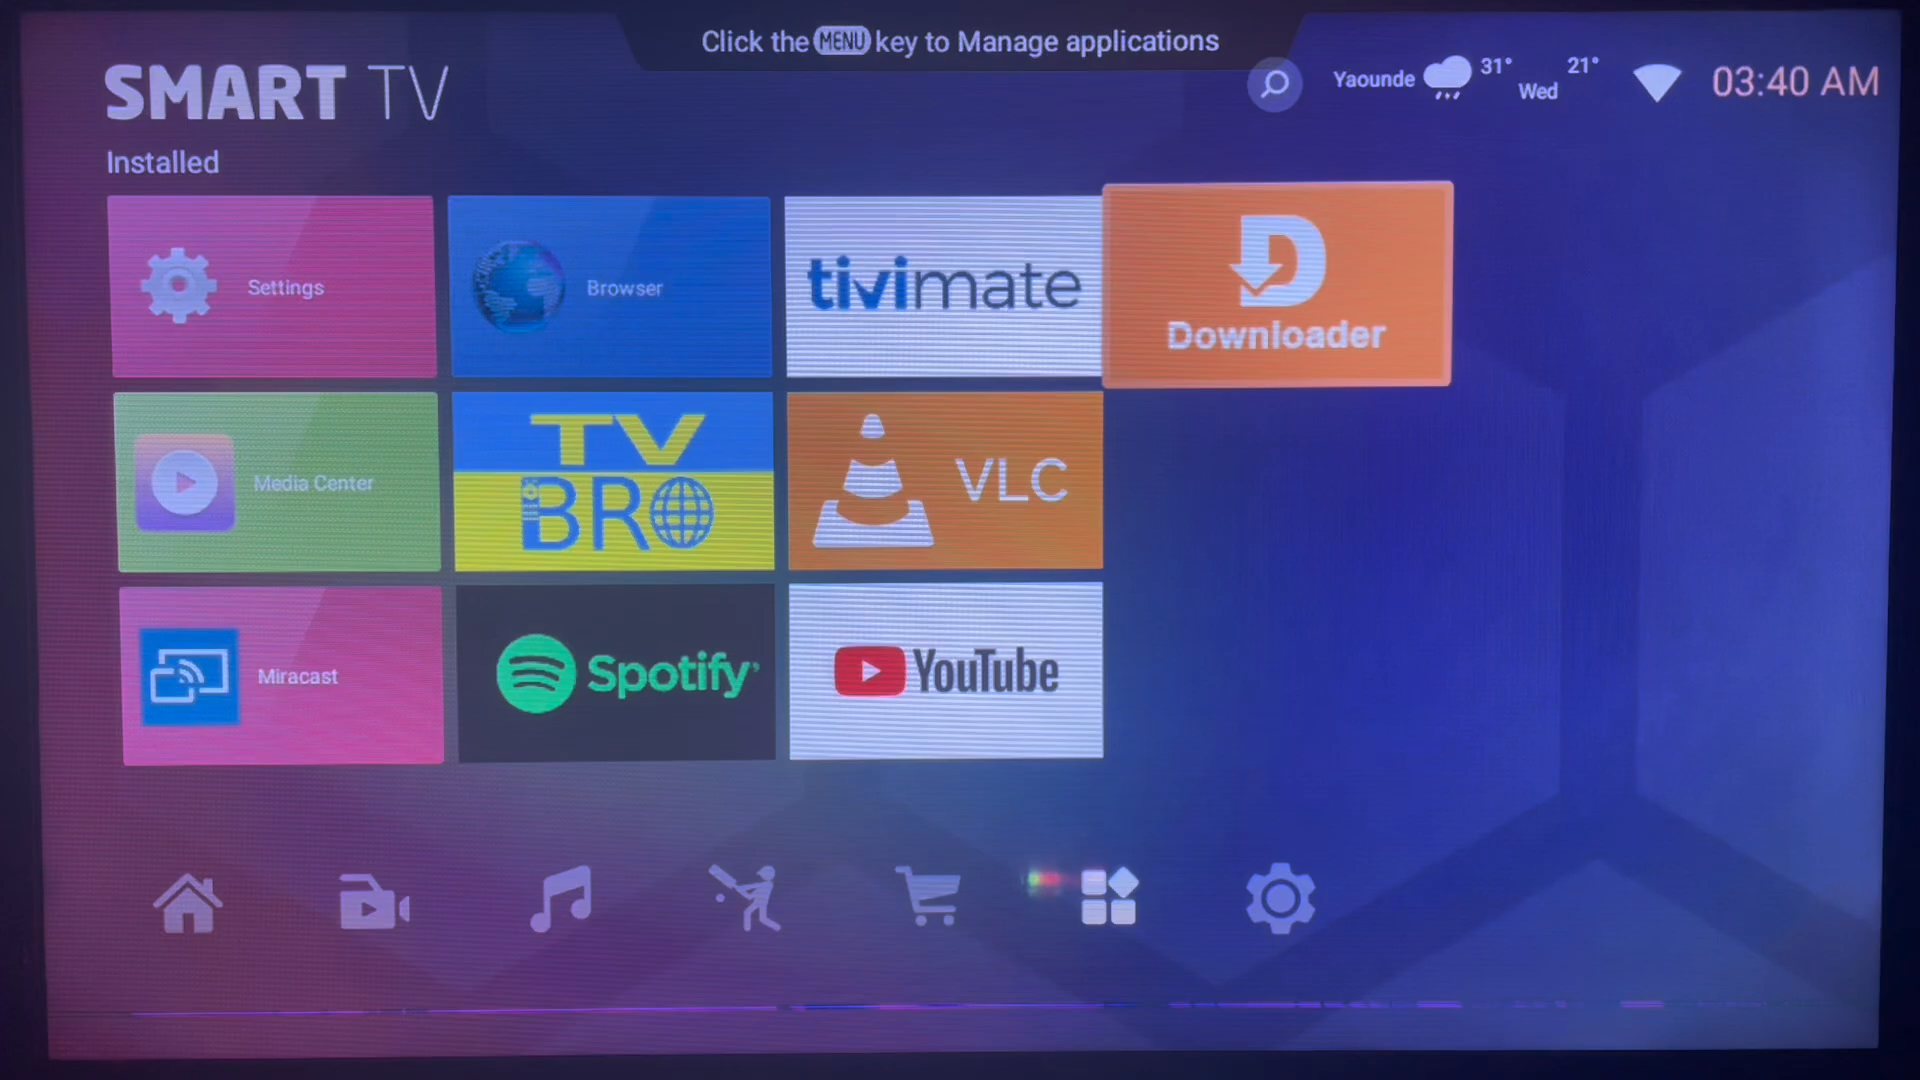 Click the MENU key to Manage applications
SMART TV
Yaounde 31° Wed 21° 03:40 AM
Installed
Settings
Browser
tivimate
Downloader
Media Center
TV
BRO
VLC
Miracast
Spotify
YouTube